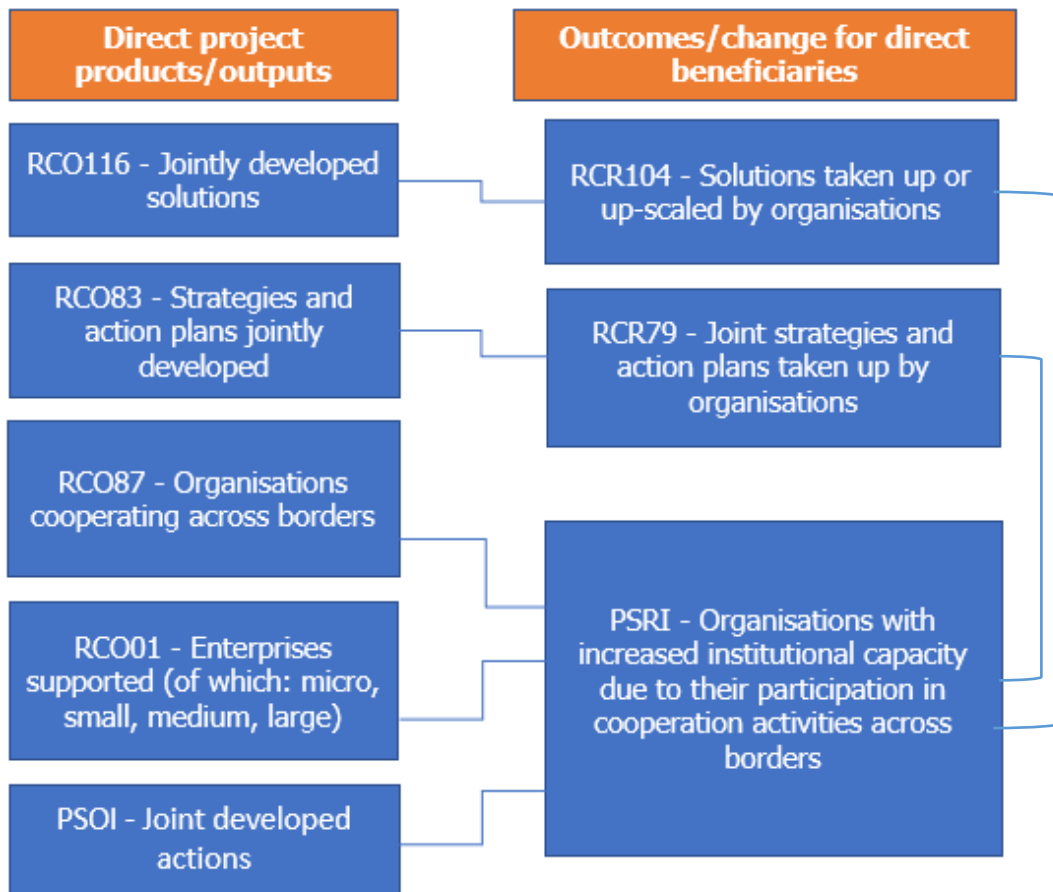 Direct project
products/outputs
Outcomes/change for direct
beneficiaries
RCO116 - Jointly developed
solutions
RCR104 - Solutions taken up or
up-scaled by organisations
RCO83 - Strategies and
action plans jointly
developed
RCR79 - Joint strategies and
action plans taken up by
organisations
RCO87 - Organisations
cooperating across borders
RCO01 - Enterprises
supported (of which: micro,
small, medium, large)
PSOI - Joint developed
actions
PSRI - Organisations with
increased institutional capacity
due to their participation in
cooperation activities across
borders